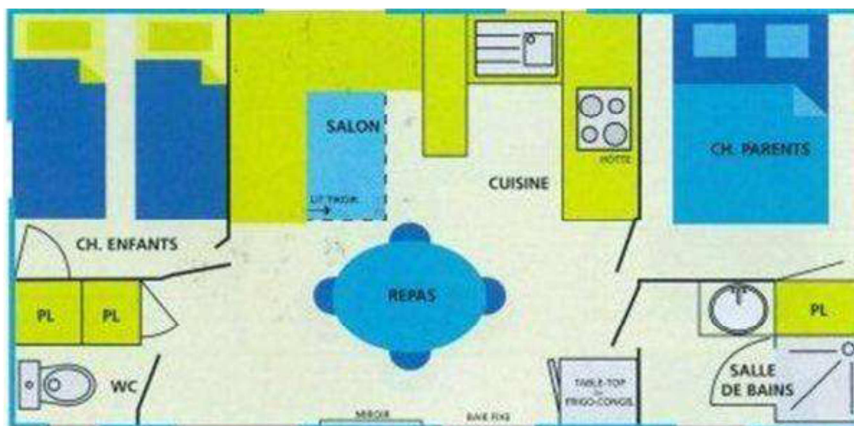 SALON
HOTTE
CH. PARENTS
CUISINE
LIT TIROIR
CH. ENFANTS
REPAS
PL
PL
PL
WC
SALLE
DE BAINS
TABLE-TOP
FRIGO-CONGEL.
MIROIR
BAIE FIXE